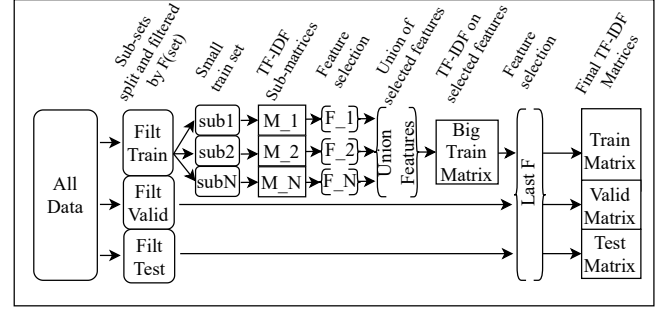 Sub-sets
split and filtered
by F(set)
Small
train set
TF-IDF
Sub-matrices
Feature
selection
Union of
selected features
TF-IDF on
selected features
Feature
selection
Final TF-IDF
Matrices
All
Data
Filt
Train
Filt
Valid
Filt
Test
sub1
sub2
subN
M_1
M_2
M_N
F_1
F_2
F_N
Union
Features
Big
Train
Matrix
Last F
Train
Matrix
Valid
Matrix
Test
Matrix